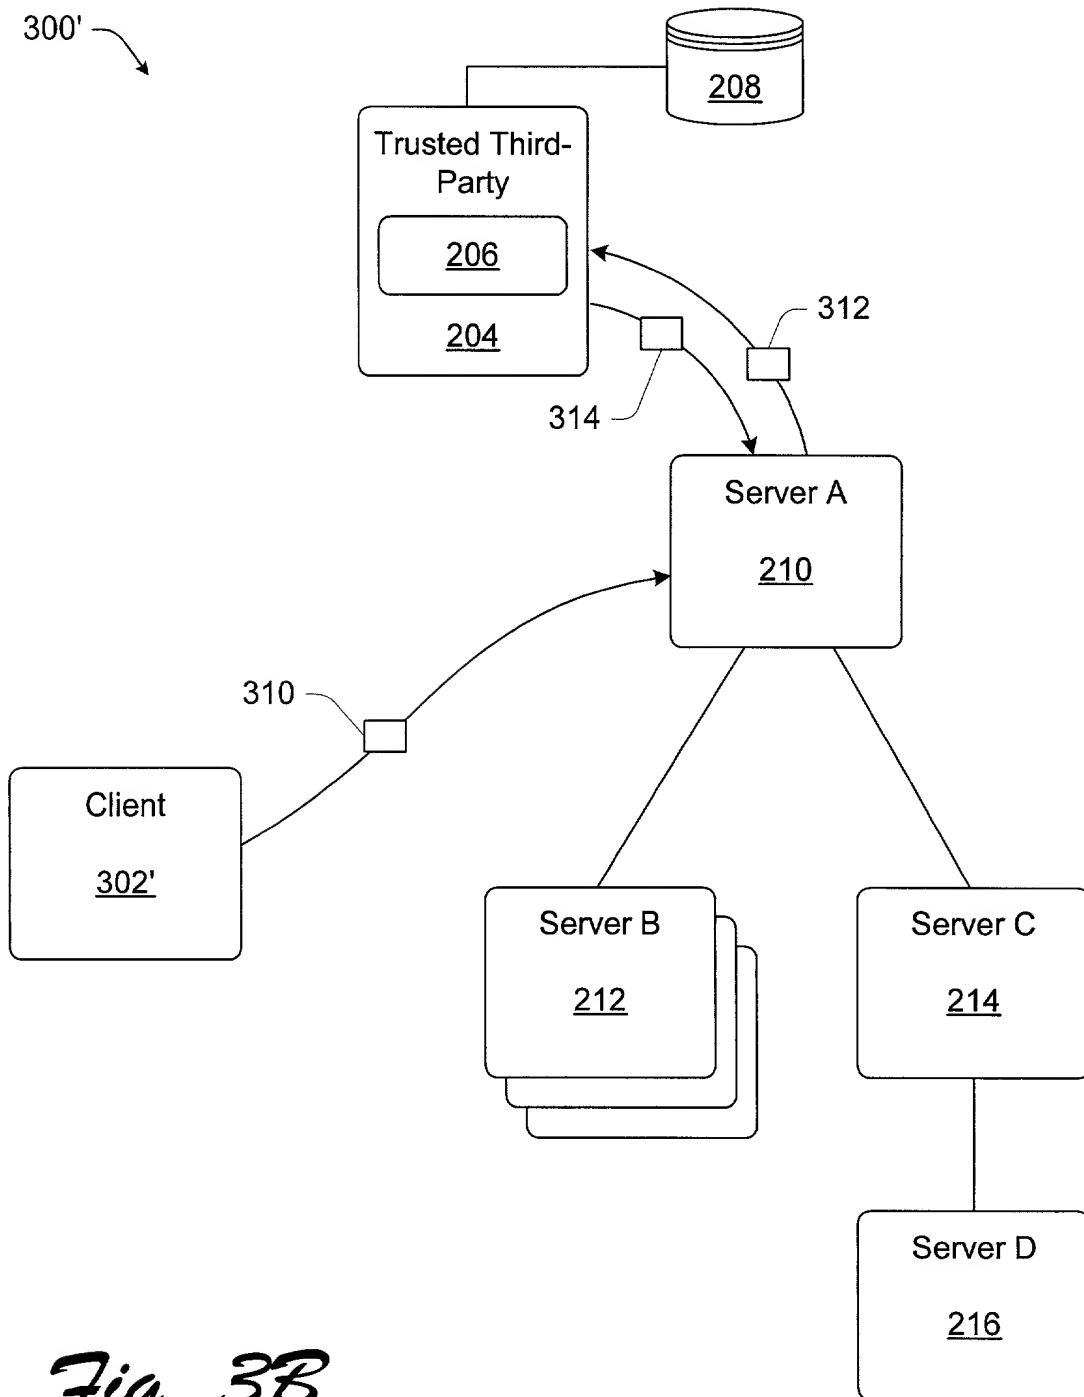 300'
208
Trusted Third-
Party
206
204
312
314
Server A
210
310
Client
302'
Server B
212
Server C
214
Server D
216
Fig. 3B